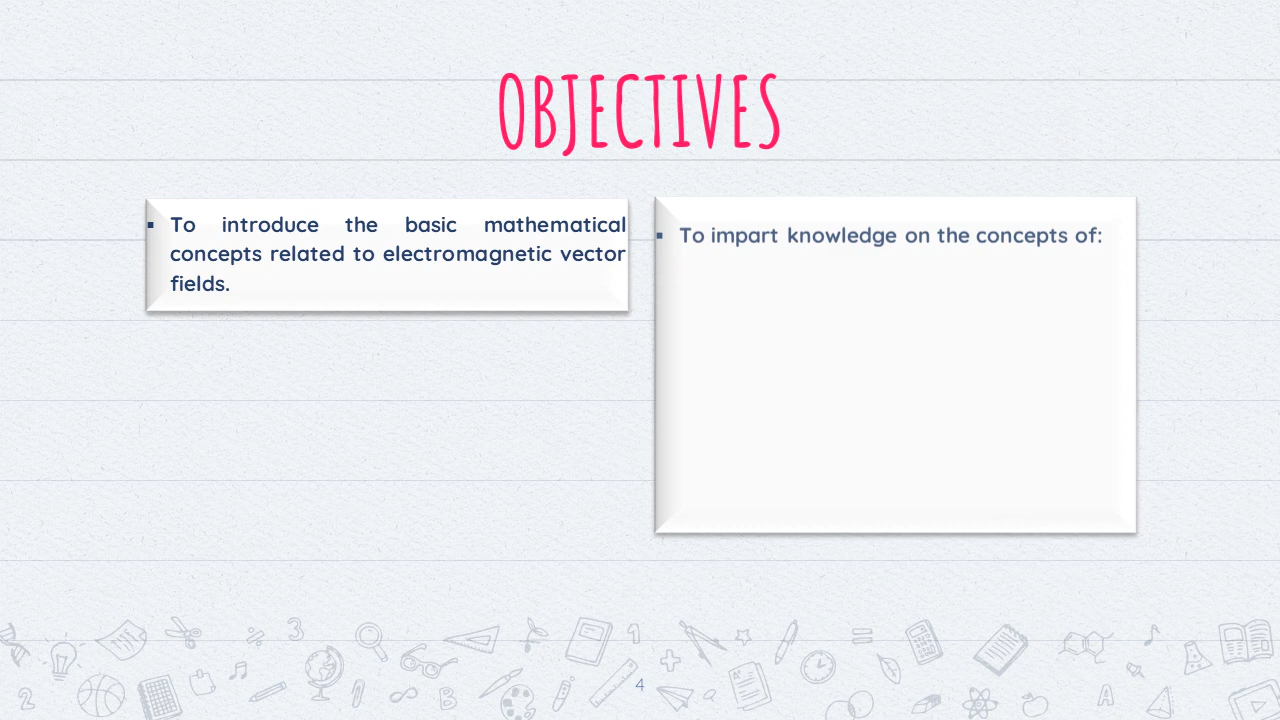 OBJECTIVES
▪ To introduce the basic mathematical
concepts related to electromagnetic vector
fields.
▪ To impart knowledge on the concepts of:
4